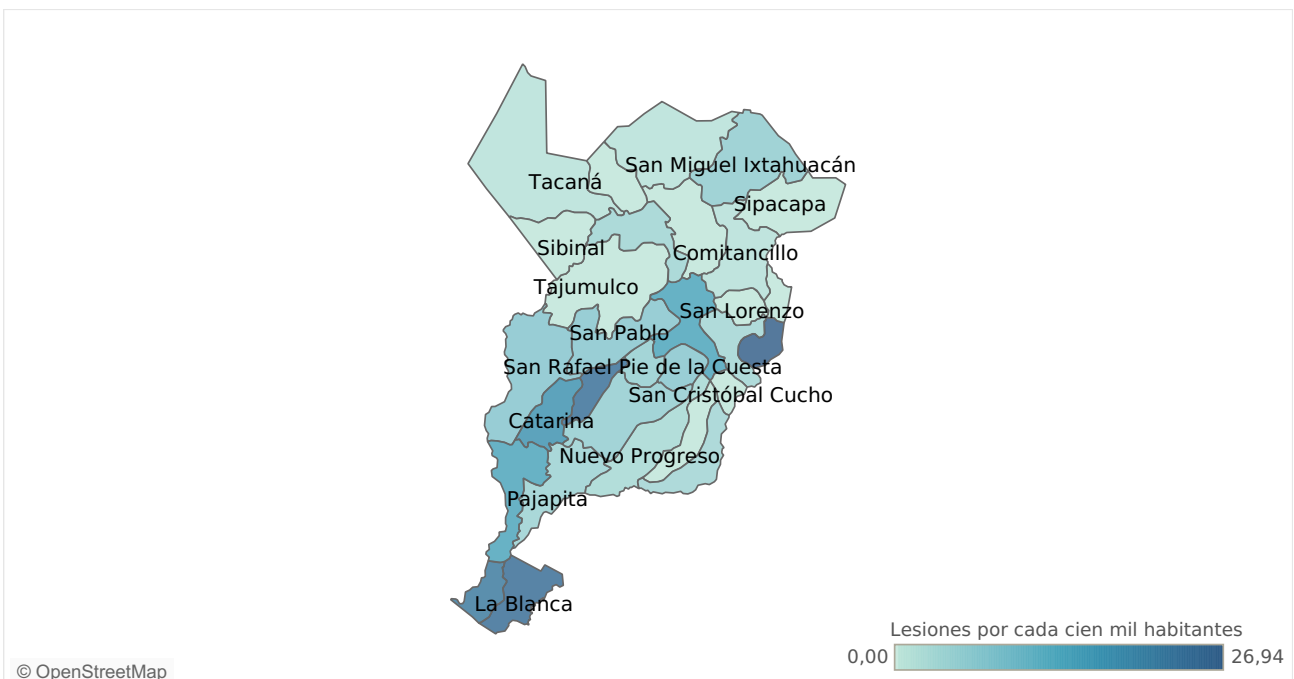 San Miguel Ixtahuacán
Tacaná
Sipacapa
Sibinal
Comitancillo
Tajumulco
San Lorenzo
San Pablo
San Rafael Pie de la Cuesta
San Cristóbal Cucho
Catarina
Nuevo Progreso
Pajapita
La Blanca
Lesiones por cada cien mil habitantes
0,00 26,94
© OpenStreetMap